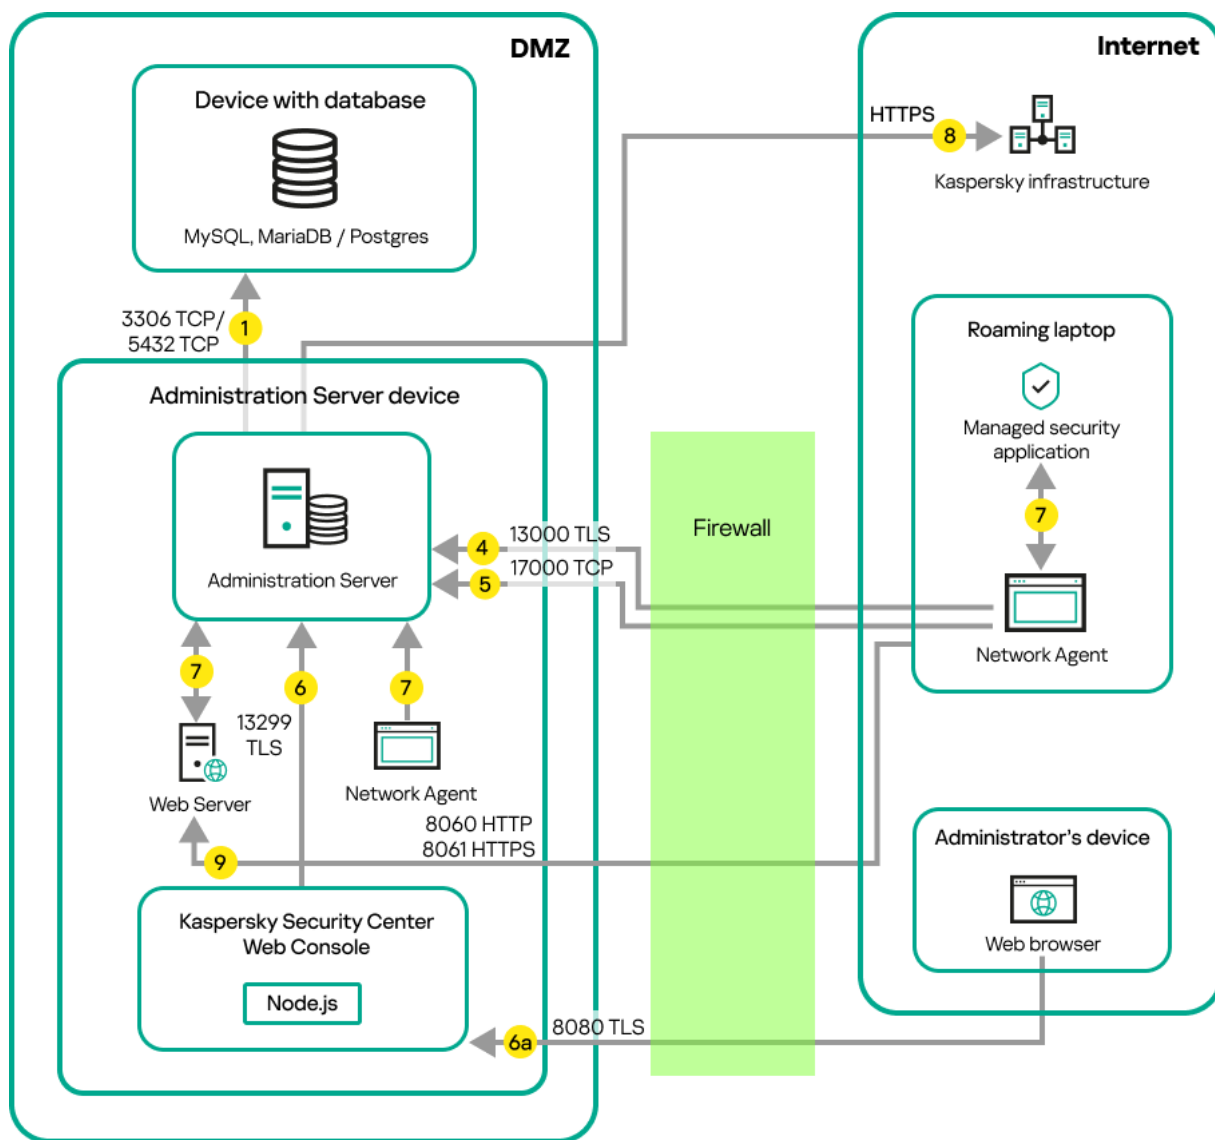 DMZ
Device with database
MySQL, MariaDB / Postgres
3306 TCP/
5432 TCP
1
Administration Server device
Administration Server
4
13000 TLS
5
17000 TCP
7
6
7
13299
TLS
Web Server
Network Agent
8060 HTTP
8061 HTTPS
9
Kaspersky Security Center
Web Console
Node.js
6a
8080 TLS
Firewall
Internet
HTTPS
8
Kaspersky infrastructure
Roaming laptop
Managed security
application
7
Network Agent
Administrator's device
Web browser